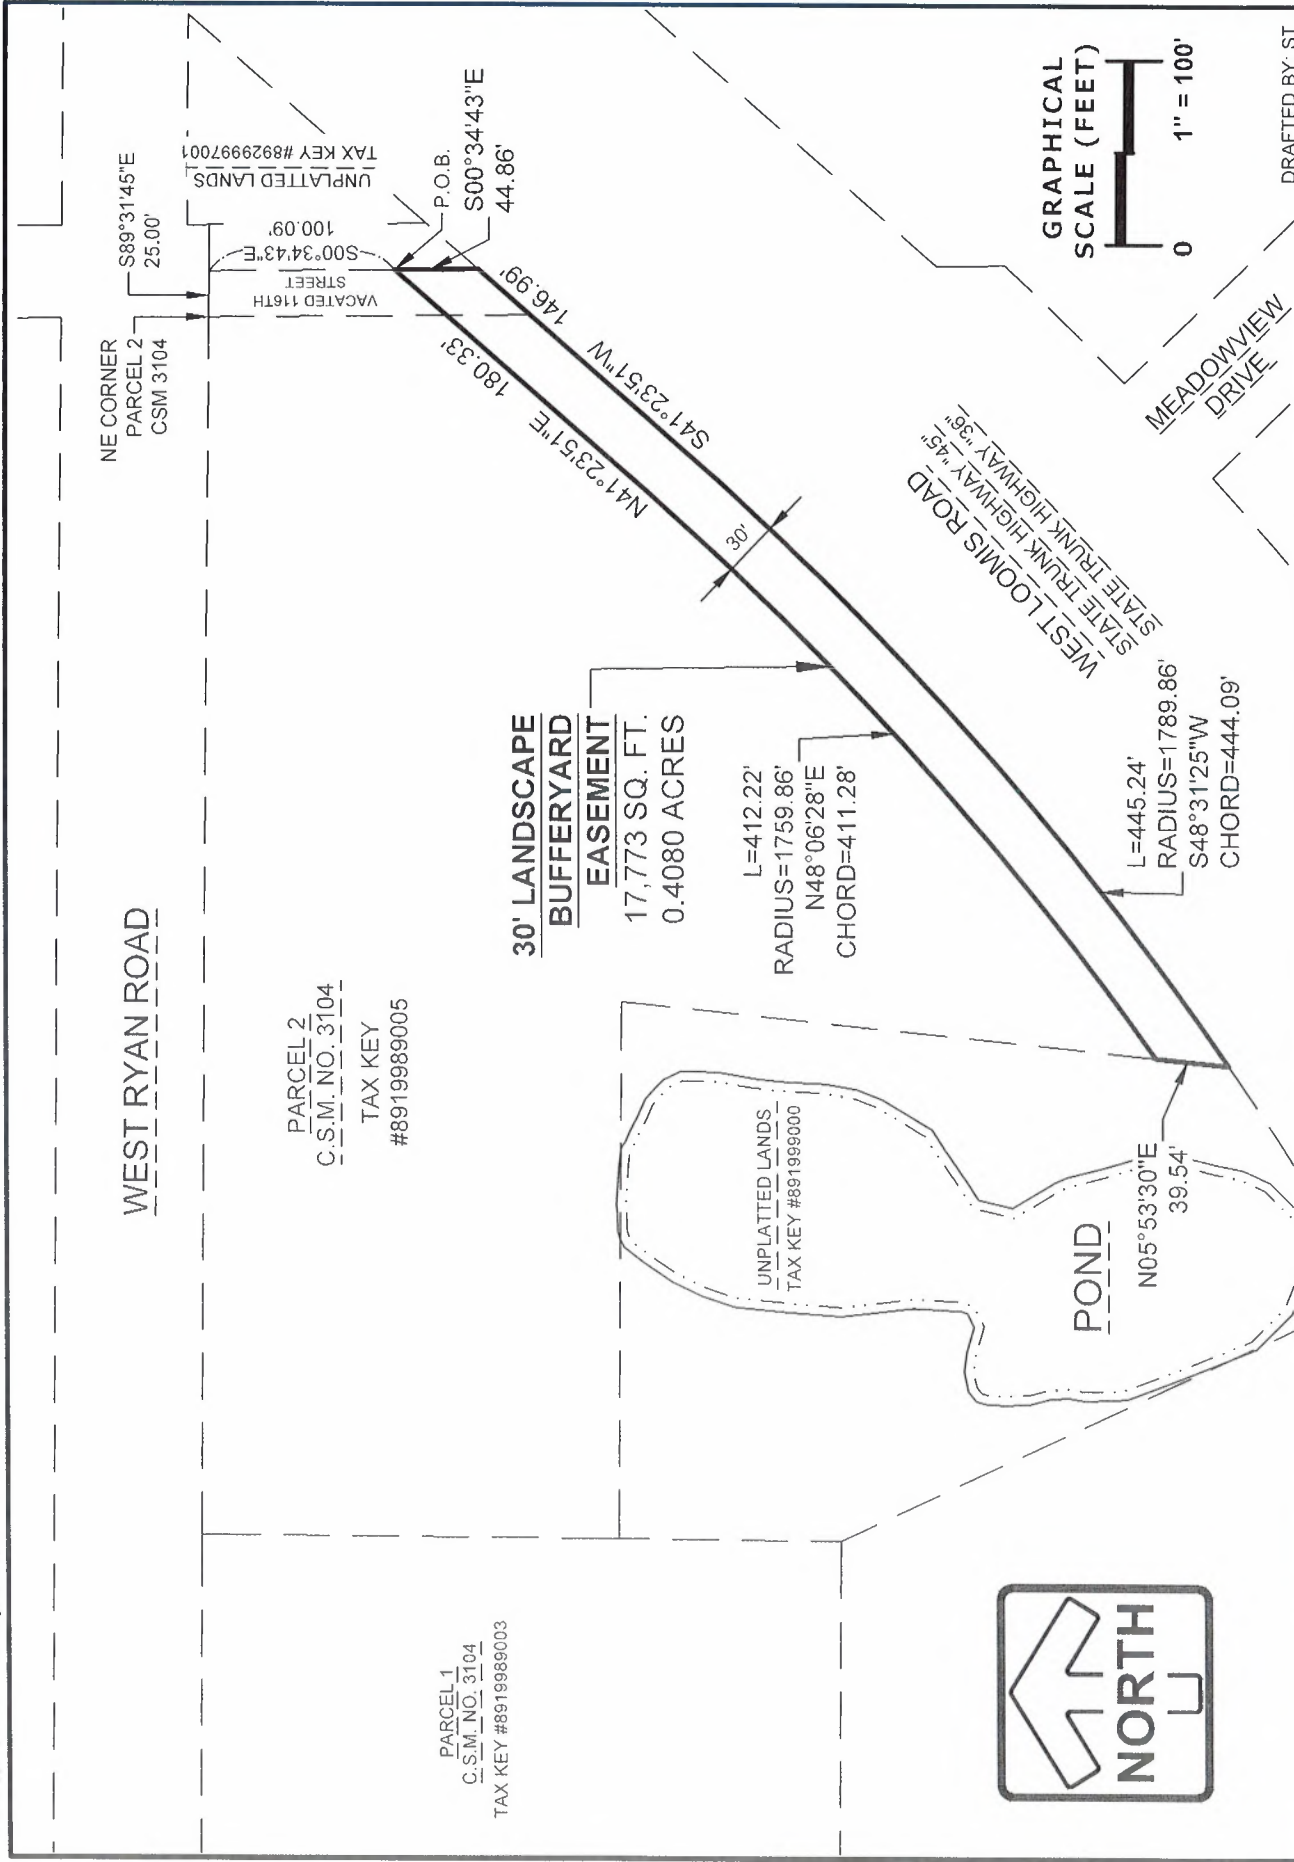 WEST RYAN ROAD
NE CORNER
PARCEL 2
CSM 3104
S89°31'45"E
25.00'
VACATED 116TH
STREET
S00°34'43"E
100.09'
UNPLATTED LANDS
TAX KEY #8929997001
P.O.B.
S00°34'43"E
44.86'
PARCEL 2
C.S.M. NO. 3104
TAX KEY
#8919989005
N41°23'51"E 180.33'
S41°23'51"W 146.99'
30'
30' LANDSCAPE
BUFFERYARD
EASEMENT
17,773 SQ. FT.
0.4080 ACRES
L=412.22'
RADIUS=1759.86'
N48°06'28"E
CHORD=411.28'
L=445.24'
RADIUS=1789.86'
S48°31'25"W
CHORD=444.09'
WEST LOOMIS ROAD
STATE TRUNK HIGHWAY "45"
STATE TRUNK HIGHWAY "36"
MEADOWVIEW
DRIVE
PARCEL 1
C.S.M. NO. 3104
TAX KEY #8919989003
UNPLATTED LANDS
TAX KEY #891999000
POND
N05°53'30"E
39.54'
NORTH
GRAPHICAL
SCALE (FEET)
0 1" = 100'
DRAFTED BY: ST